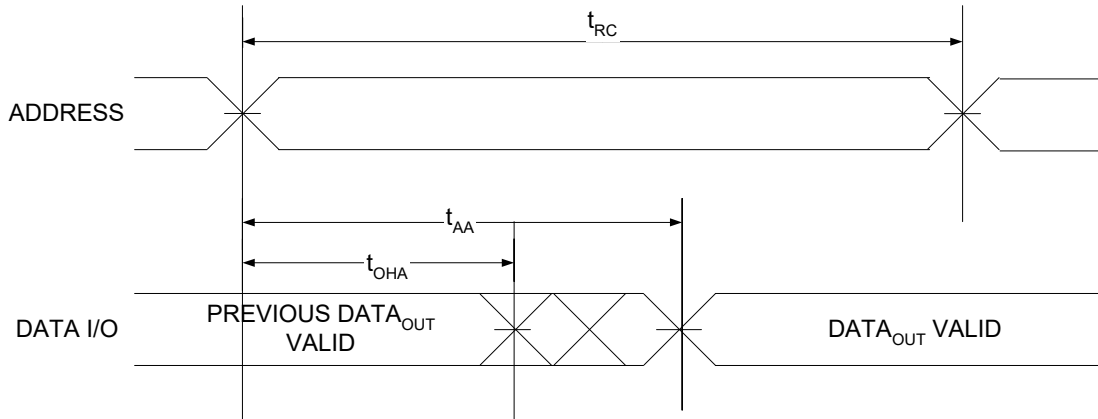 tRC
ADDRESS
tAA
tOHA
DATA I/O
PREVIOUS DATAOUT
VALID
DATAOUT VALID